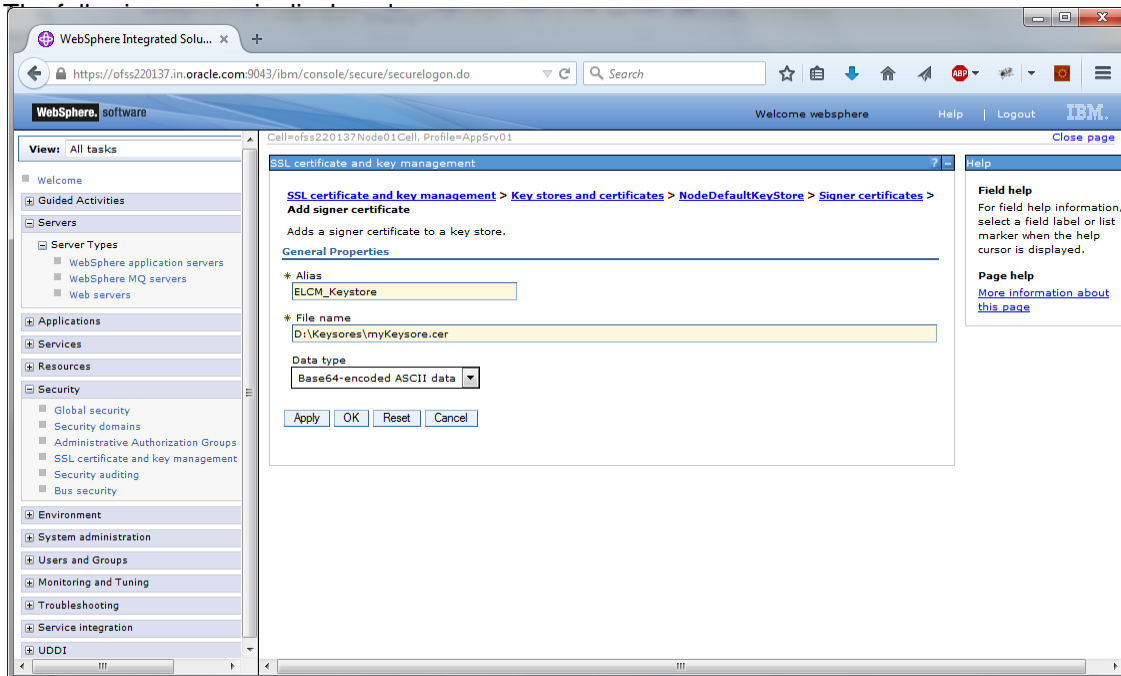 WebSphere Integrated Solu... × +
https://ofss220137.in.oracle.com:9043/ibm/console/secure/securelogon.do
Search
ABP
WebSphere. software
Welcome websphere
Help | Logout
IBM.
View: All tasks
Welcome
Guided Activities
Servers
Server Types
WebSphere application servers
WebSphere MQ servers
Web servers
Applications
Services
Resources
Security
Global security
Security domains
Administrative Authorization Groups
SSL certificate and key management
Security auditing
Bus security
Environment
System administration
Users and Groups
Monitoring and Tuning
Troubleshooting
Service integration
UDDI
Cell=ofss220137Node01Cell, Profile=AppSrv01
Close page
SSL certificate and key management ? -
SSL certificate and key management > Key stores and certificates > NodeDefaultKeyStore > Signer certificates >
Add signer certificate
Adds a signer certificate to a key store.
General Properties
* Alias
ELCM_Keystore
* File name
D:\Keysores\myKeysore.cer
Data type
Base64-encoded ASCII data
Apply OK Reset Cancel
Help
Field help
For field help information,
select a field label or list
marker when the help
cursor is displayed.
Page help
More information about
this page